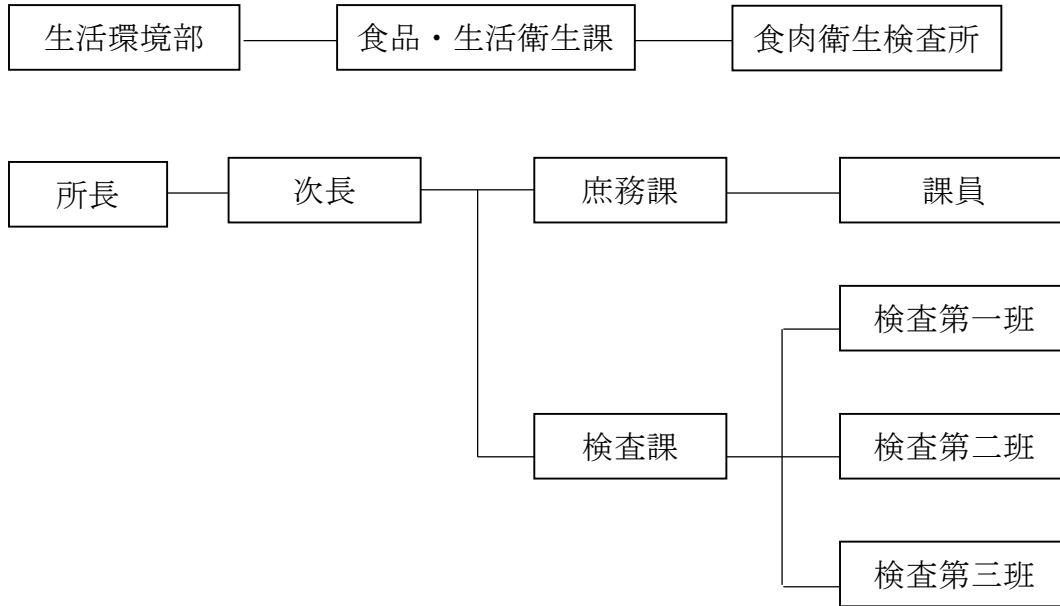 生活環境部 食品・生活衛生課 食肉衛生検査所
所長 次長 庶務課 課員
検査第一班
検査課 検査第二班
検査第三班